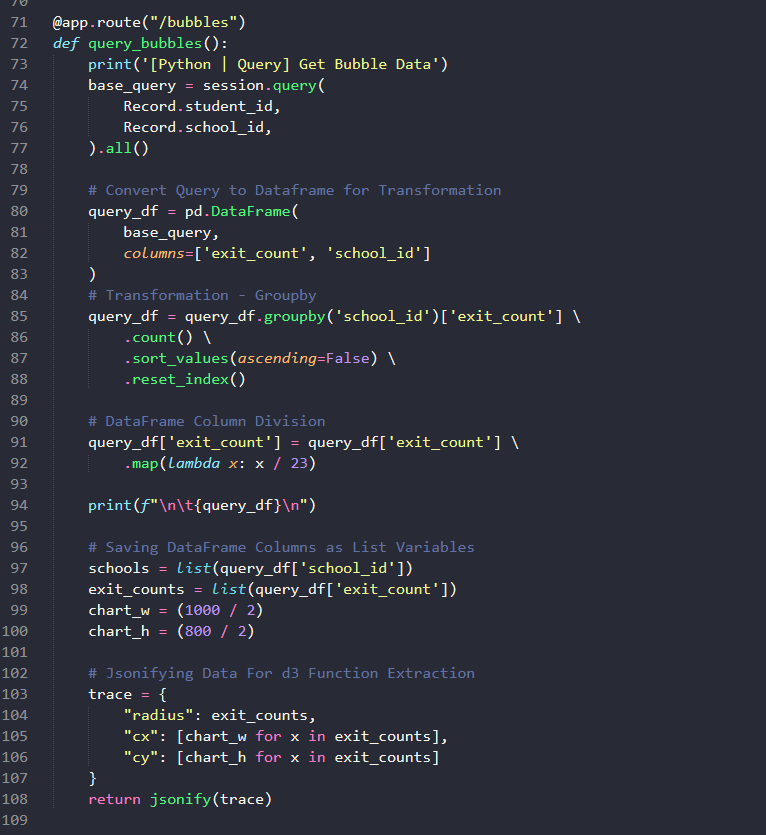 70
71 @app.route("/bubbles")
72 def query_bubbles():
73     print('[Python | Query] Get Bubble Data')
74     base_query = session.query(
75         Record.student_id,
76         Record.school_id,
77     ).all()
78
79     # Convert Query to Dataframe for Transformation
80     query_df = pd.DataFrame(
81         base_query,
82         columns=['exit_count', 'school_id']
83     )
84     # Transformation - Groupby
85     query_df = query_df.groupby('school_id')['exit_count'] \
86         .count() \
87         .sort_values(ascending=False) \
88         .reset_index()
89
90     # DataFrame Column Division
91     query_df['exit_count'] = query_df['exit_count'] \
92         .map(lambda x: x / 23)
93
94     print(f"\n\t{query_df}\n")
95
96     # Saving DataFrame Columns as List Variables
97     schools = list(query_df['school_id'])
98     exit_counts = list(query_df['exit_count'])
99     chart_w = (1000 / 2)
100     chart_h = (800 / 2)
101
102     # Jsonifying Data For d3 Function Extraction
103     trace = {
104         "radius": exit_counts,
105         "cx": [chart_w for x in exit_counts],
106         "cy": [chart_h for x in exit_counts]
107     }
108     return jsonify(trace)
109